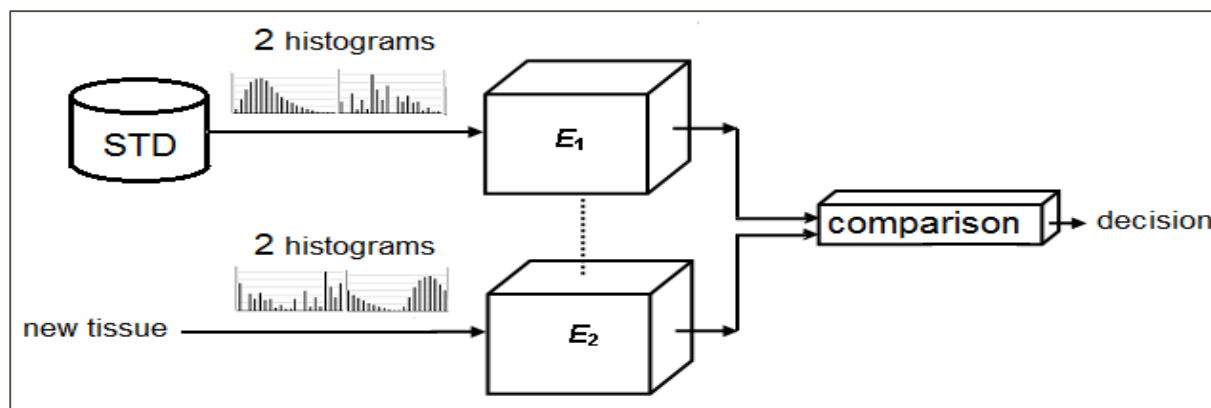 2 histograms
STD
E1
comparison
decision
2 histograms
new tissue
E2